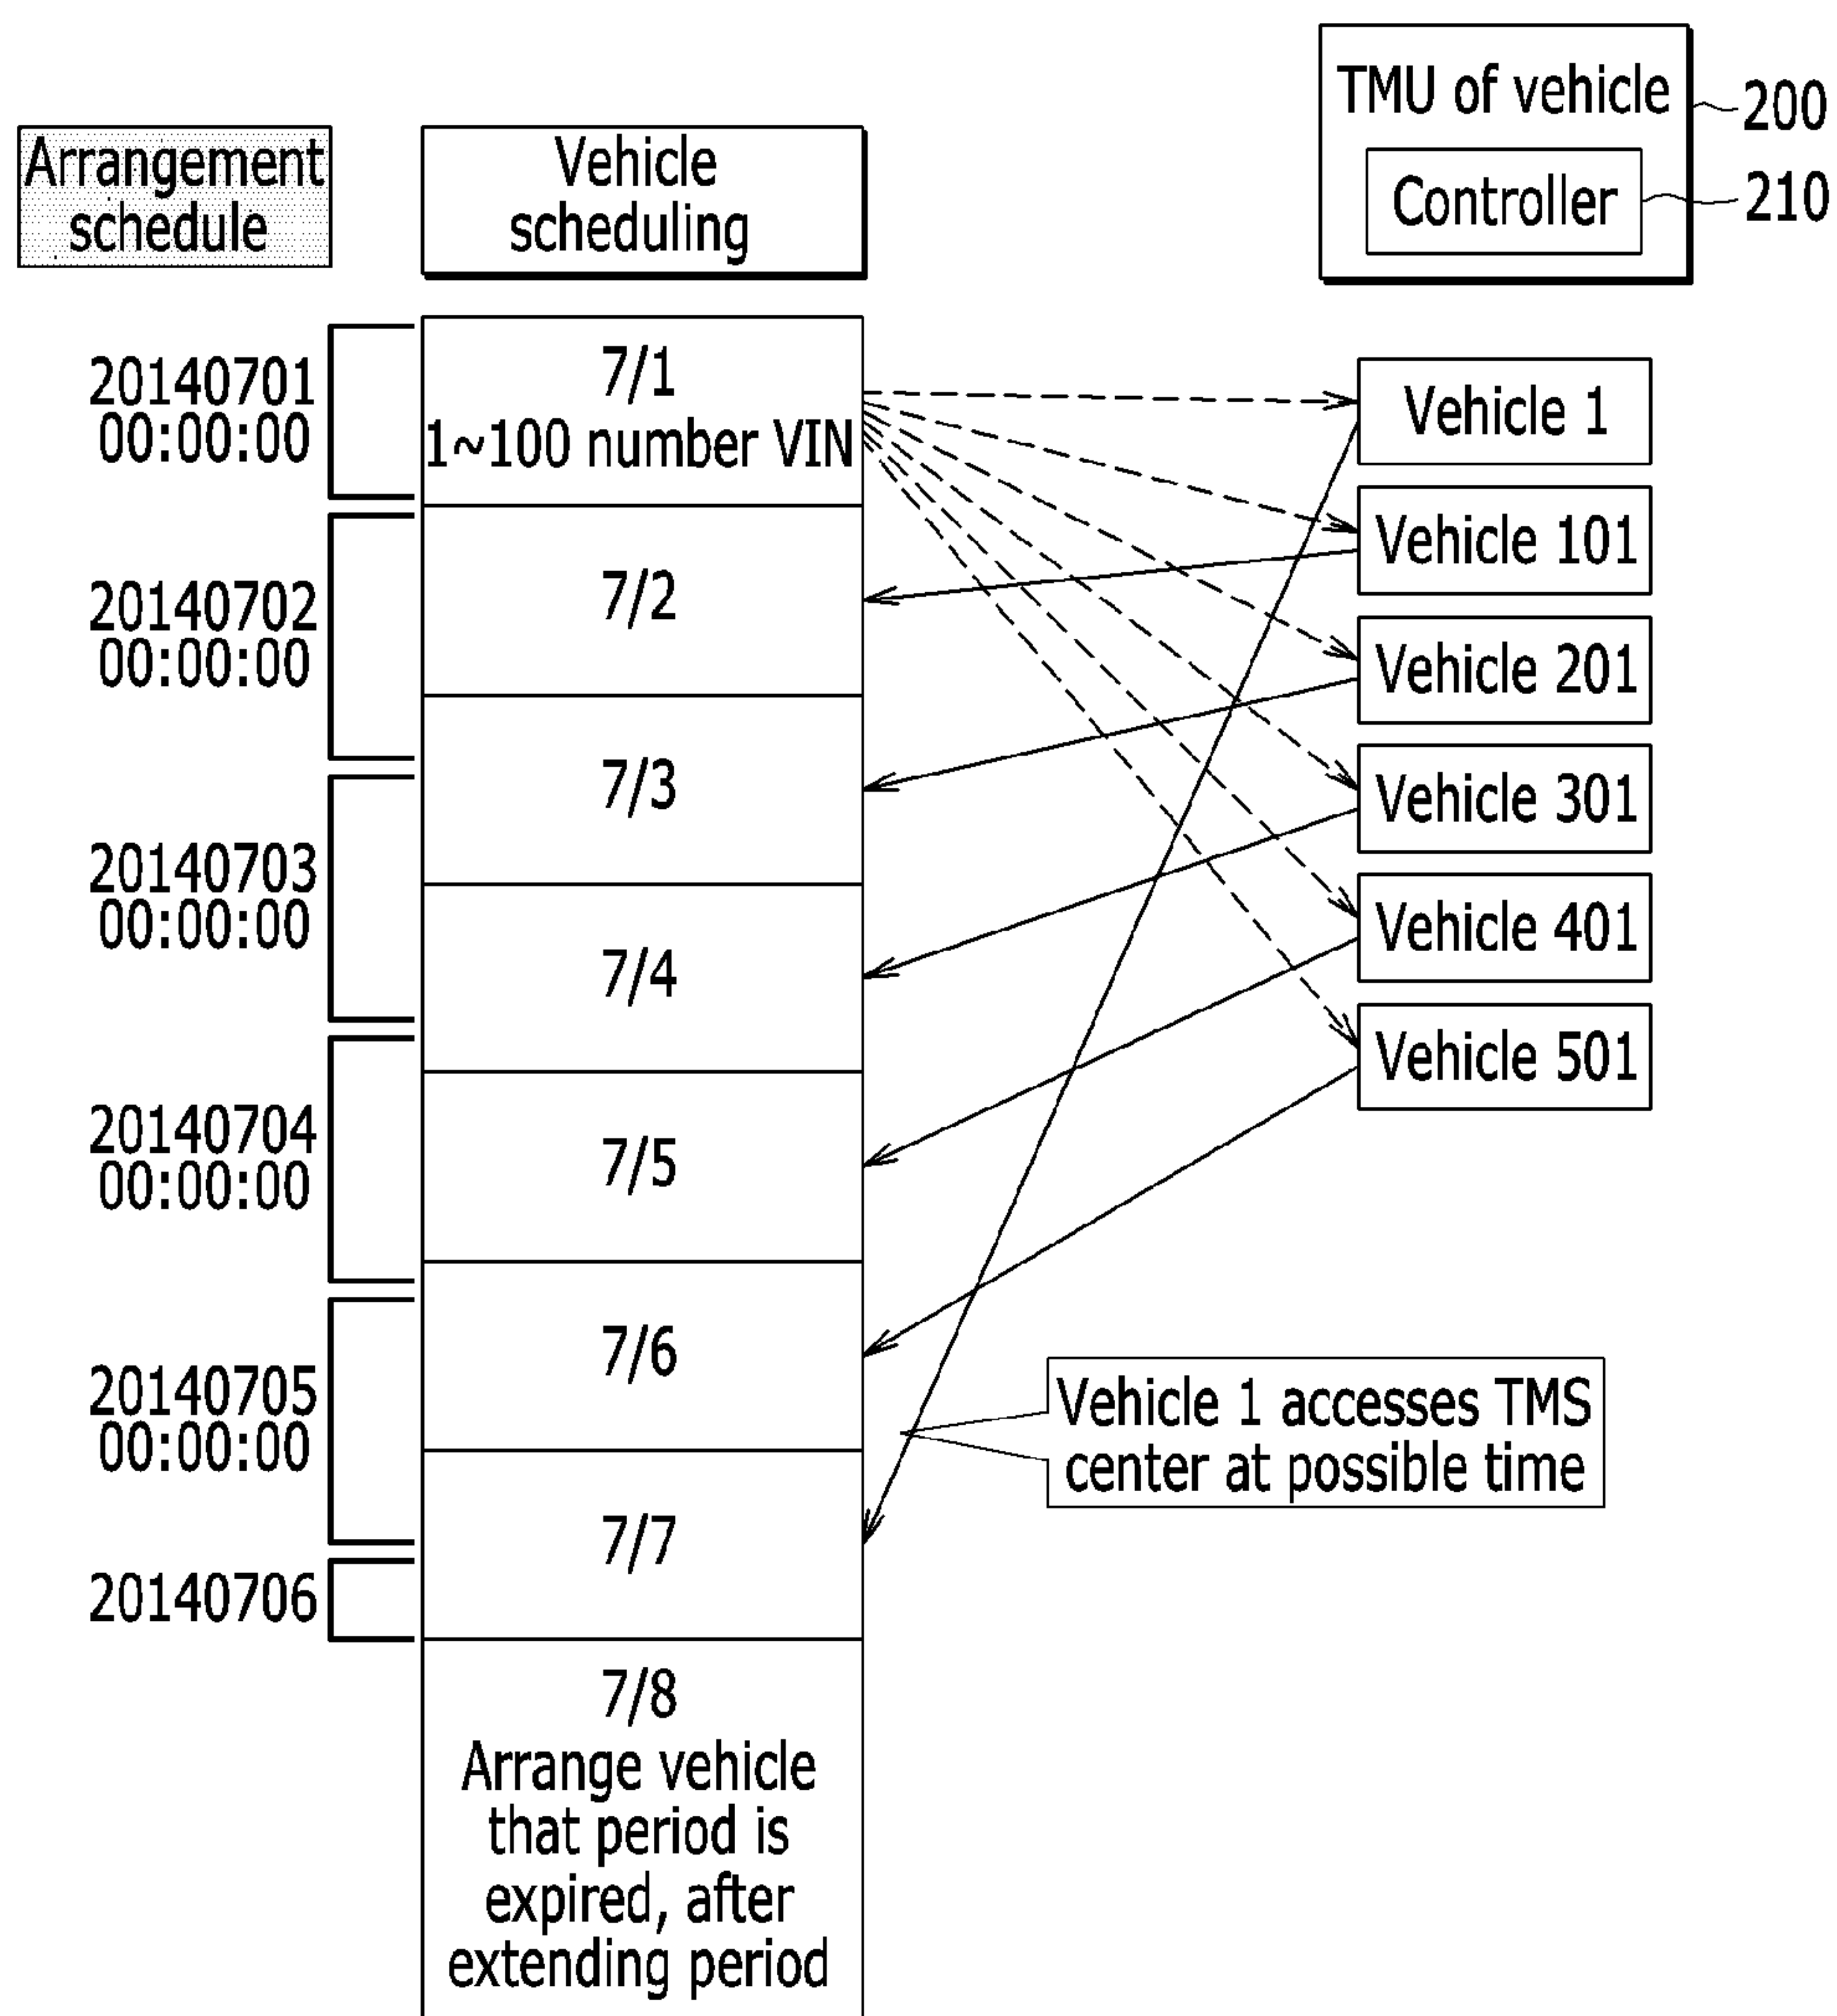 TMU of vehicle
200
Controller
210
Arrangement
schedule
Vehicle
scheduling
20140701
00:00:00
20140702
00:00:00
20140703
00:00:00
20140704
00:00:00
20140705
00:00:00
20140706
7/1
1~100 number VIN
7/2
7/3
7/4
7/5
7/6
7/7
7/8
Arrange vehicle
that period is
expired, after
extending period
Vehicle 1
Vehicle 101
Vehicle 201
Vehicle 301
Vehicle 401
Vehicle 501
Vehicle 1 accesses TMS
center at possible time